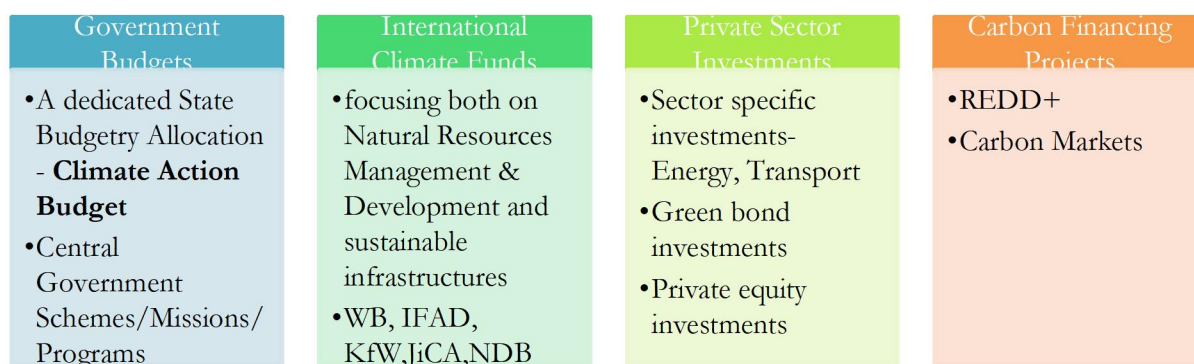 Government
Budgets
•A dedicated State
Budgetry Allocation
- Climate Action
Budget
•Central
Government
Schemes/Missions/
Programs
International
Climate Funds
•focusing both on
Natural Resources
Management &
Development and
sustainable
infrastructures
•WB, IFAD,
KfW,JiCA,NDB
Private Sector
Investments
•Sector specific
investments-
Energy, Transport
•Green bond
investments
•Private equity
investments
Carbon Financing
Projects
•REDD+
•Carbon Markets